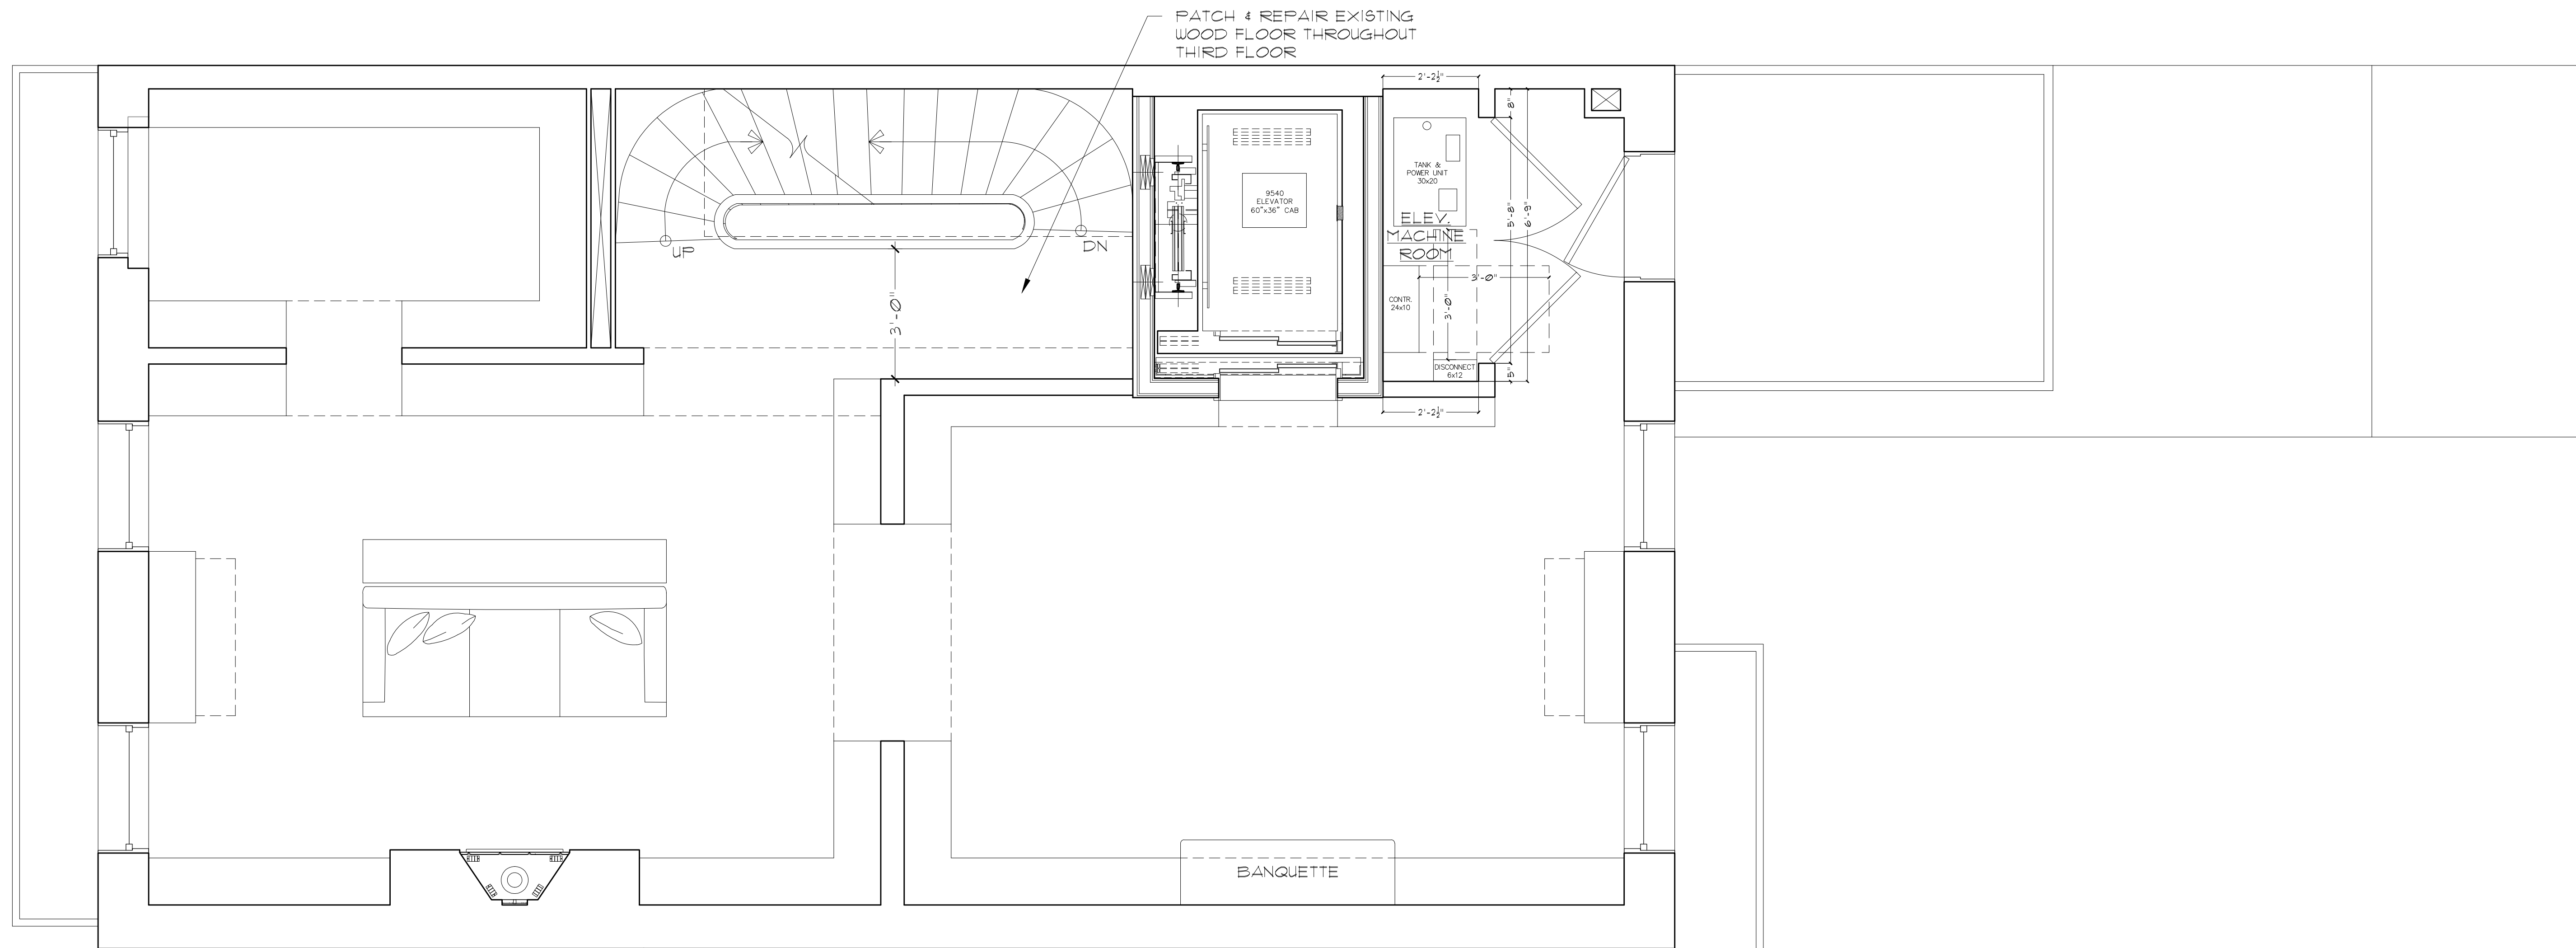 PATCH & REPAIR EXISTING
WOOD FLOOR THROUGHOUT
THIRD FLOOR
2'-2½"
8"
TANK &
POWER UNIT
30x20
9540
ELEVATOR
60"x36" CAB
5'-8"
6'-9"
ELEV.
MACHINE
ROOM
UP
DN
3'-0"
3'-0"
CONTR.
24x10
3'-0"
DISCONNECT
6x12
5"
2'-2½"
BANQUETTE